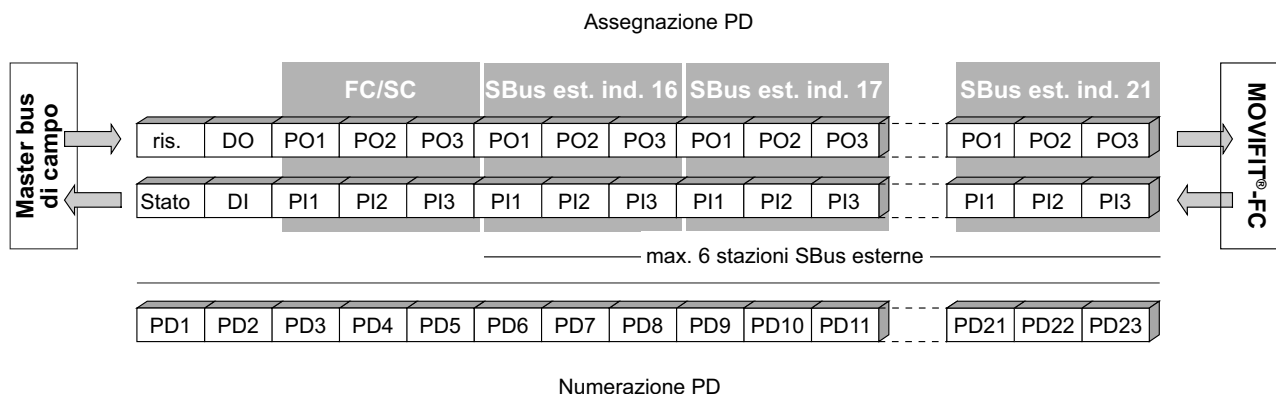 Assegnazione PD
FC/SC SBus est. ind. 16 SBus est. ind. 17 SBus est. ind. 21
Master bus
di campo
ris. DO PO1 PO2 PO3 PO1 PO2 PO3 PO1 PO2 PO3 PO1 PO2 PO3
Stato DI PI1 PI2 PI3 PI1 PI2 PI3 PI1 PI2 PI3 PI1 PI2 PI3
MOVIFIT®-FC
max. 6 stazioni SBus esterne
PD1 PD2 PD3 PD4 PD5 PD6 PD7 PD8 PD9 PD10 PD11 PD21 PD22 PD23
Numerazione PD